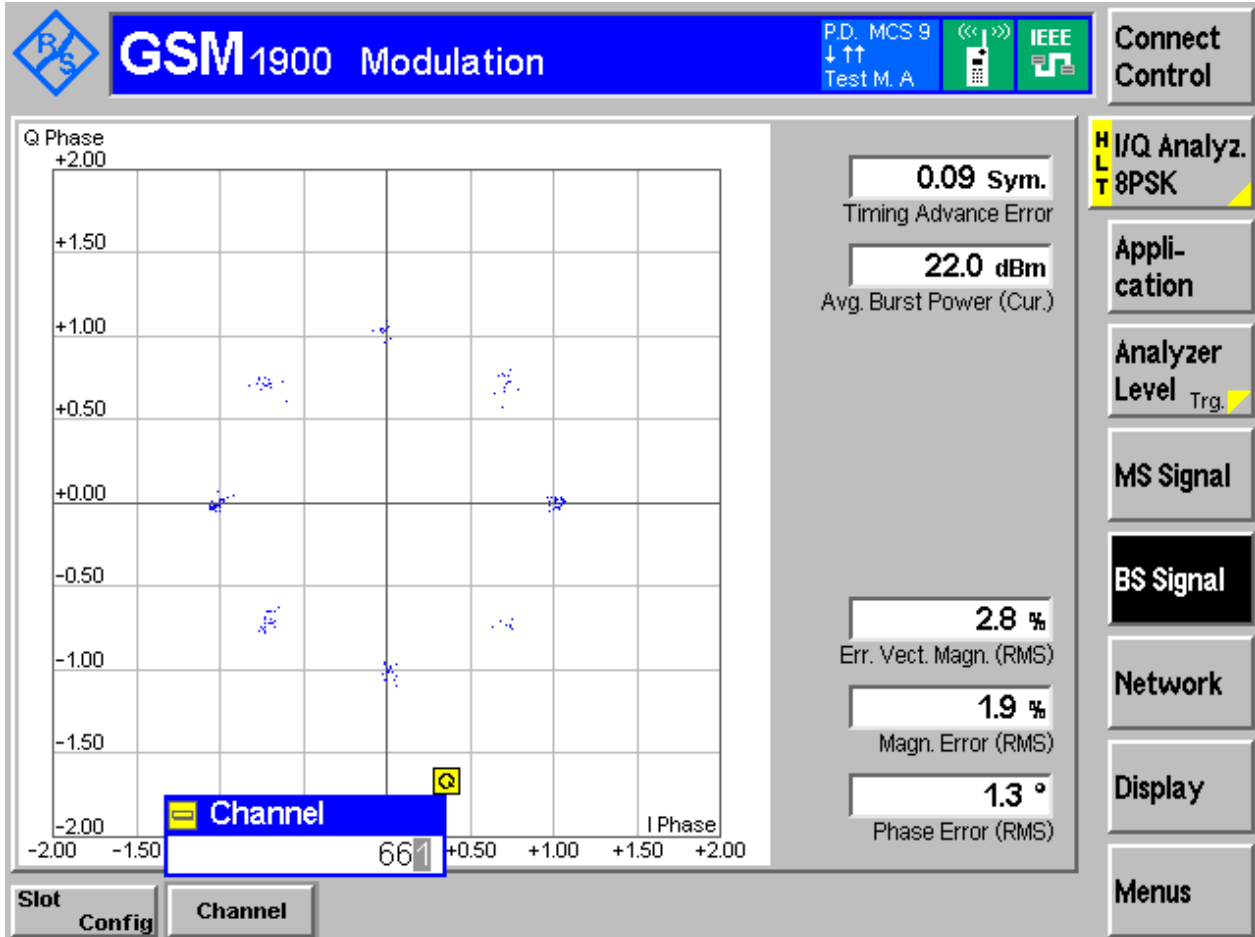 R/S
GSM 1900 Modulation
P.D. MCS 9
↓ ↑↑
Test M. A
IEEE
Connect
Control
Q Phase
+2.00
+1.50
+1.00
+0.50
+0.00
-0.50
-1.00
-1.50
-2.00
I Phase
-2.00 -1.50 +0.50 +1.00 +1.50 +2.00
Q
Channel
661
0.09 Sym.
Timing Advance Error
22.0 dBm
Avg. Burst Power (Cur.)
2.8 %
Err. Vect. Magn. (RMS)
1.9 %
Magn. Error (RMS)
1.3 °
Phase Error (RMS)
HLT
I/Q Analyz.
8PSK
Appli-
cation
Analyzer
Level Trg.
MS Signal
BS Signal
Network
Display
Menus
Slot
Config
Channel